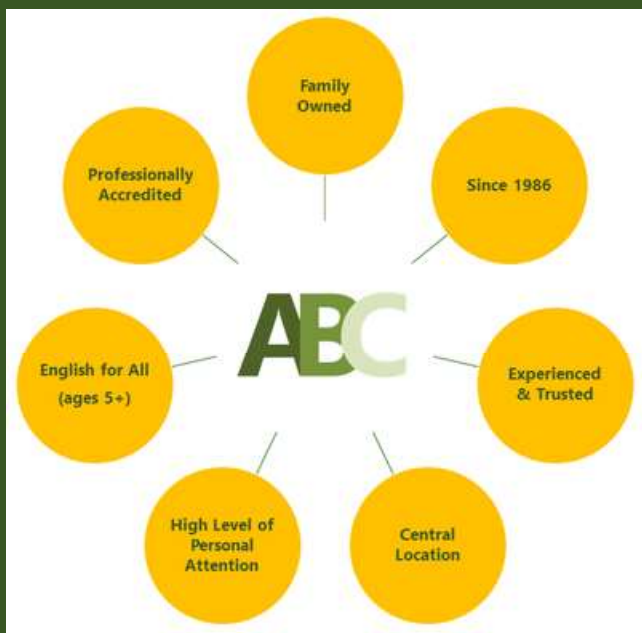 Family
Owned
Since 1986
Experienced
& Trusted
Central
Location
High Level of
Personal
Attention
English for All
(ages 5+)
Professionally
Accredited
ABC